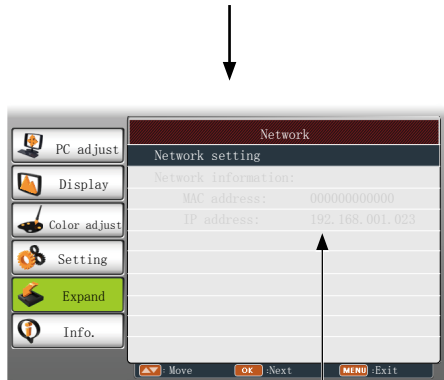 Network
PC adjust
Network setting
Display
Network information:
MAC address: 000000000000
Color adjust
IP address: 192.168.001.023
Setting
Expand
Info.
: Move OK :Next MENU :Exit